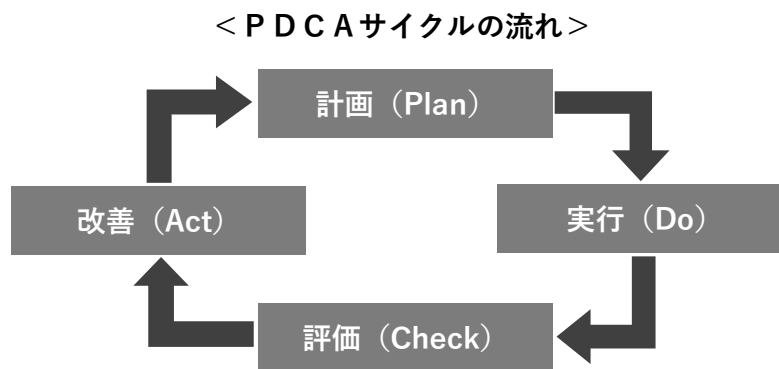 ＜ＰＤＣＡサイクルの流れ＞
計画（Plan）
実行（Do）
評価（Check）
改善（Act）